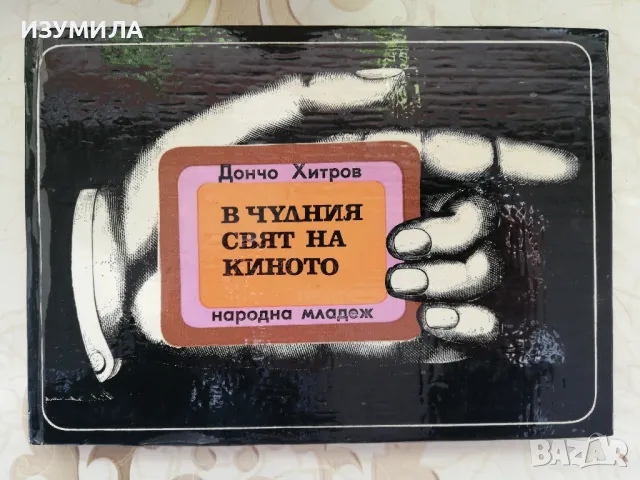 ИЗУМИЛА
Дончо Хитров
В ЧУДНИЯ
СВЯТ НА
КИНОТО
народна младеж
BAZAR